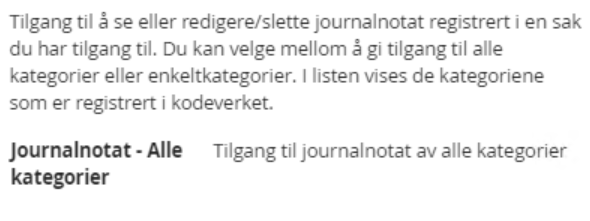 Tilgang til å se eller redigere/slette journalnotat registrert i en sak
du har tilgang til. Du kan velge mellom å gi tilgang til alle
kategorier eller enkeltkategorier. I listen vises de kategoriene
som er registrert i kodeverket.
Journalnotat - Alle kategorier
Tilgang til journalnotat av alle kategorier